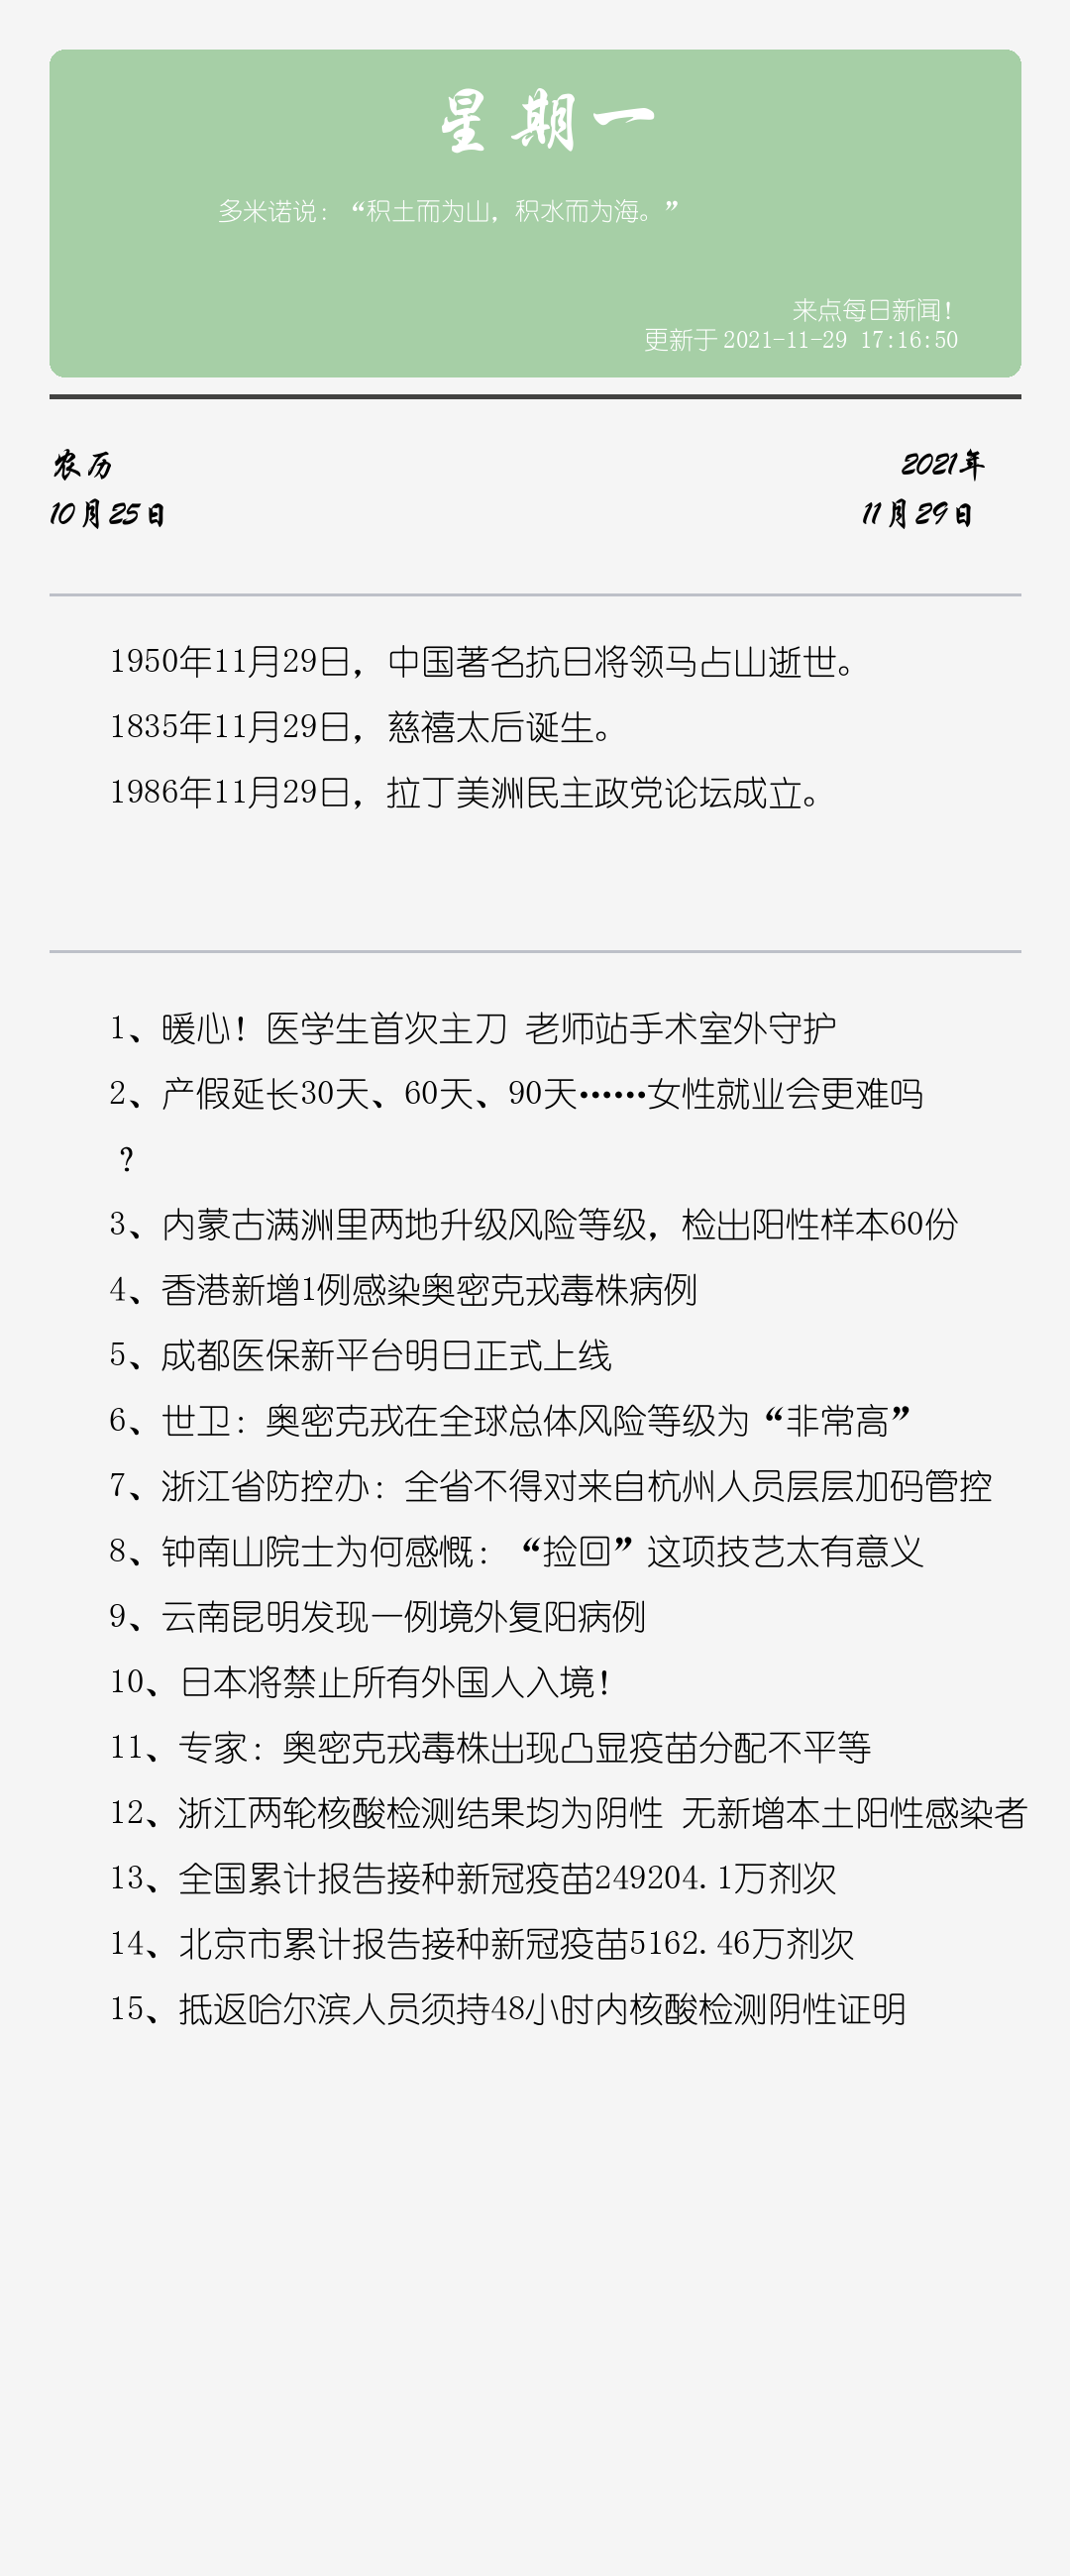 星期一
多米诺说：“积土而为山，积水而为海。”
来点每日新闻！
更新于 2021-11-29 17:16:50
农历
2021年
10月25日
11月29日
1950年11月29日，中国著名抗日将领马占山逝世。
1835年11月29日，慈禧太后诞生。
1986年11月29日，拉丁美洲民主政党论坛成立。
1、暖心！医学生首次主刀 老师站手术室外守护
2、产假延长30天、60天、90天……女性就业会更难吗
？
3、内蒙古满洲里两地升级风险等级，检出阳性样本60份
4、香港新增1例感染奥密克戎毒株病例
5、成都医保新平台明日正式上线
6、世卫：奥密克戎在全球总体风险等级为“非常高”
7、浙江省防控办：全省不得对来自杭州人员层层加码管控
8、钟南山院士为何感慨：“捡回”这项技艺太有意义
9、云南昆明发现一例境外复阳病例
10、日本将禁止所有外国人入境！
11、专家：奥密克戎毒株出现凸显疫苗分配不平等
12、浙江两轮核酸检测结果均为阴性 无新增本土阳性感染者
13、全国累计报告接种新冠疫苗249204.1万剂次
14、北京市累计报告接种新冠疫苗5162.46万剂次
15、抵返哈尔滨人员须持48小时内核酸检测阴性证明